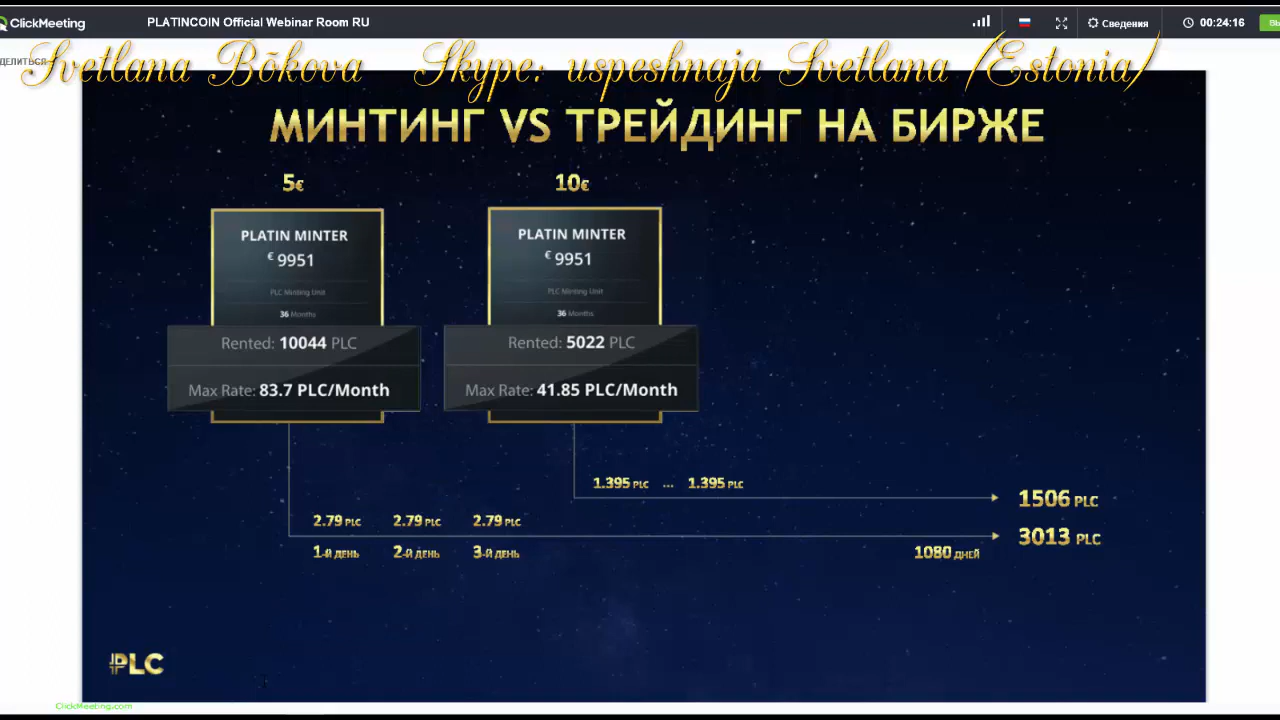 ClickMeeting
PLATINCOIN Official Webinar Room RU
Сведения
00:24:16
ДЕЛИТЬСЯ
Svetlana Bõkova Skype: uspeshnaja Svetlana (Estonia)
МИНТИНГ VS ТРЕЙДИНГ НА БИРЖЕ
5€
10€
PLATIN MINTER
€ 9951
PLC Minting Unit
36 Months
Rented: 10044 PLC
Max Rate: 83.7 PLC/Month
PLATIN MINTER
€ 9951
PLC Minting Unit
36 Months
Rented: 5022 PLC
Max Rate: 41.85 PLC/Month
1.395 PLC ... 1.395 PLC
1506 PLC
2.79 PLC 2.79 PLC 2.79 PLC
3013 PLC
1-й ДЕНЬ 2-й ДЕНЬ 3-й ДЕНЬ
1080 ДНЕЙ
PLC
ClickMeeting.com